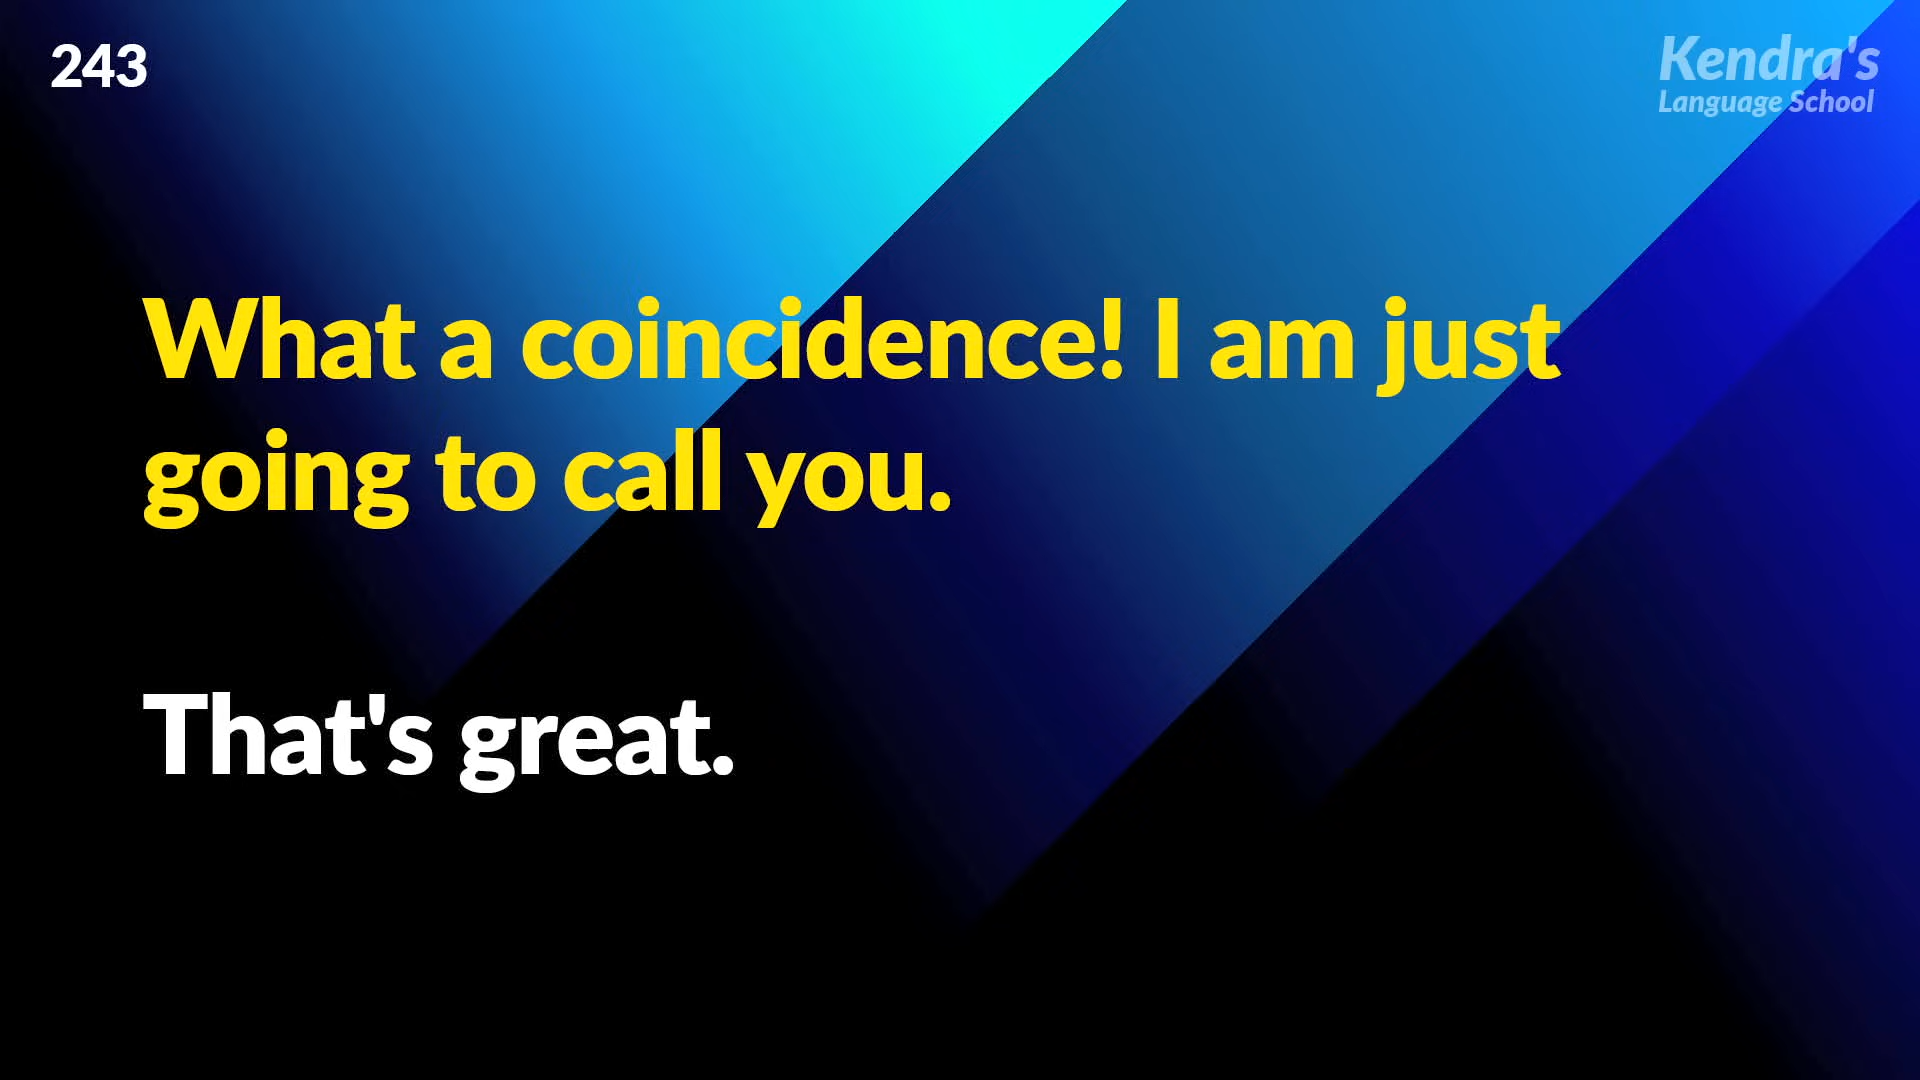 243
Kendra's
Language School
What a coincidence! I am just
going to call you.
That's great.